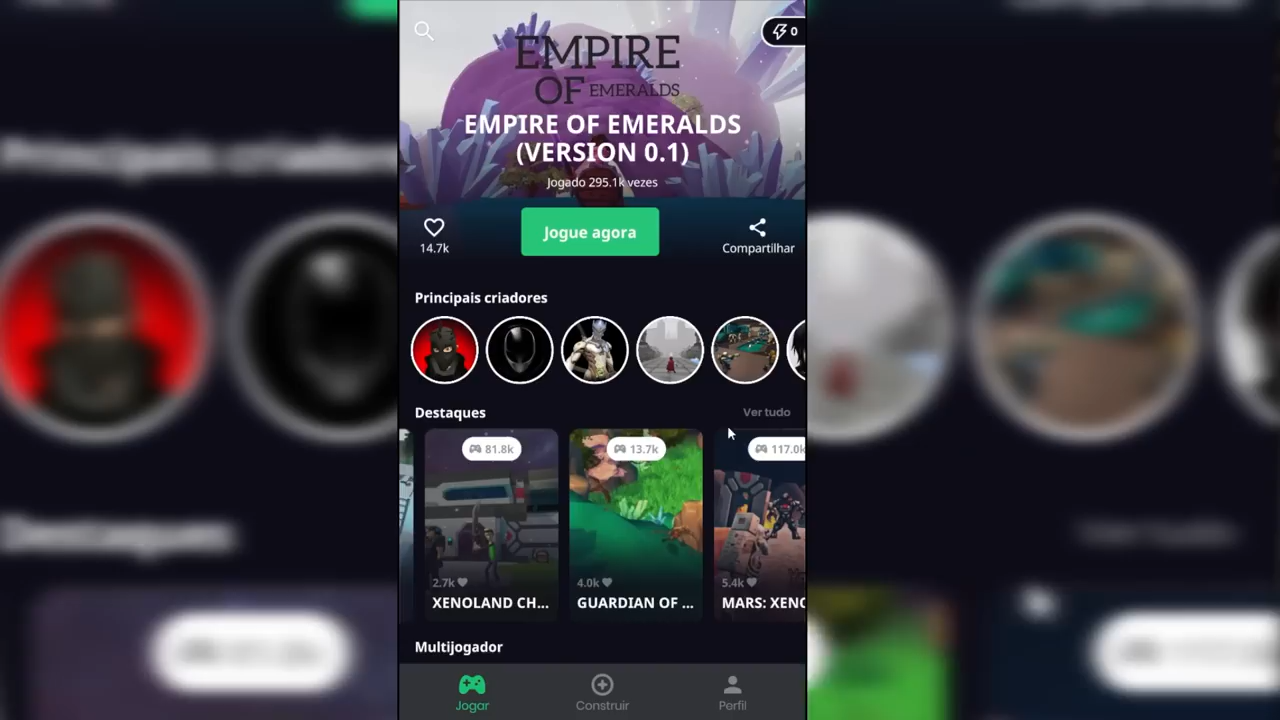 0
EMPIRE
OF EMERALDS
EMPIRE OF EMERALDS
(VERSION 0.1)
Jogado 295.1k vezes
14.7k
Jogue agora
Compartilhar
Principais criadores
Destaques
Ver tudo
81.8k
13.7k
117.0k
2.7k
4.0k
5.4k
XENOLAND CH...
GUARDIAN OF ...
MARS: XENO
Multijogador
Jogar
Construir
Perfil